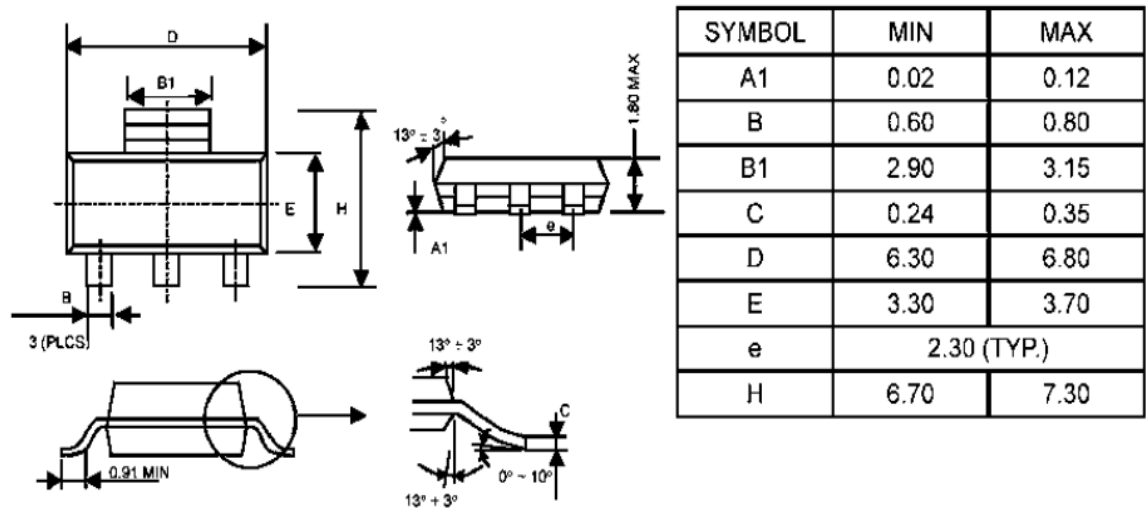 D
B1
E
H
B
3 (PLCS)
13° ± 3°
1.80 MAX
A1
e
0.91 MIN
13° ± 3°
C
0° ~ 10°
13° + 3°
SYMBOL MIN MAX
A1 0.02 0.12
B 0.60 0.80
B1 2.90 3.15
C 0.24 0.35
D 6.30 6.80
E 3.30 3.70
e 2.30 (TYP.)
H 6.70 7.30